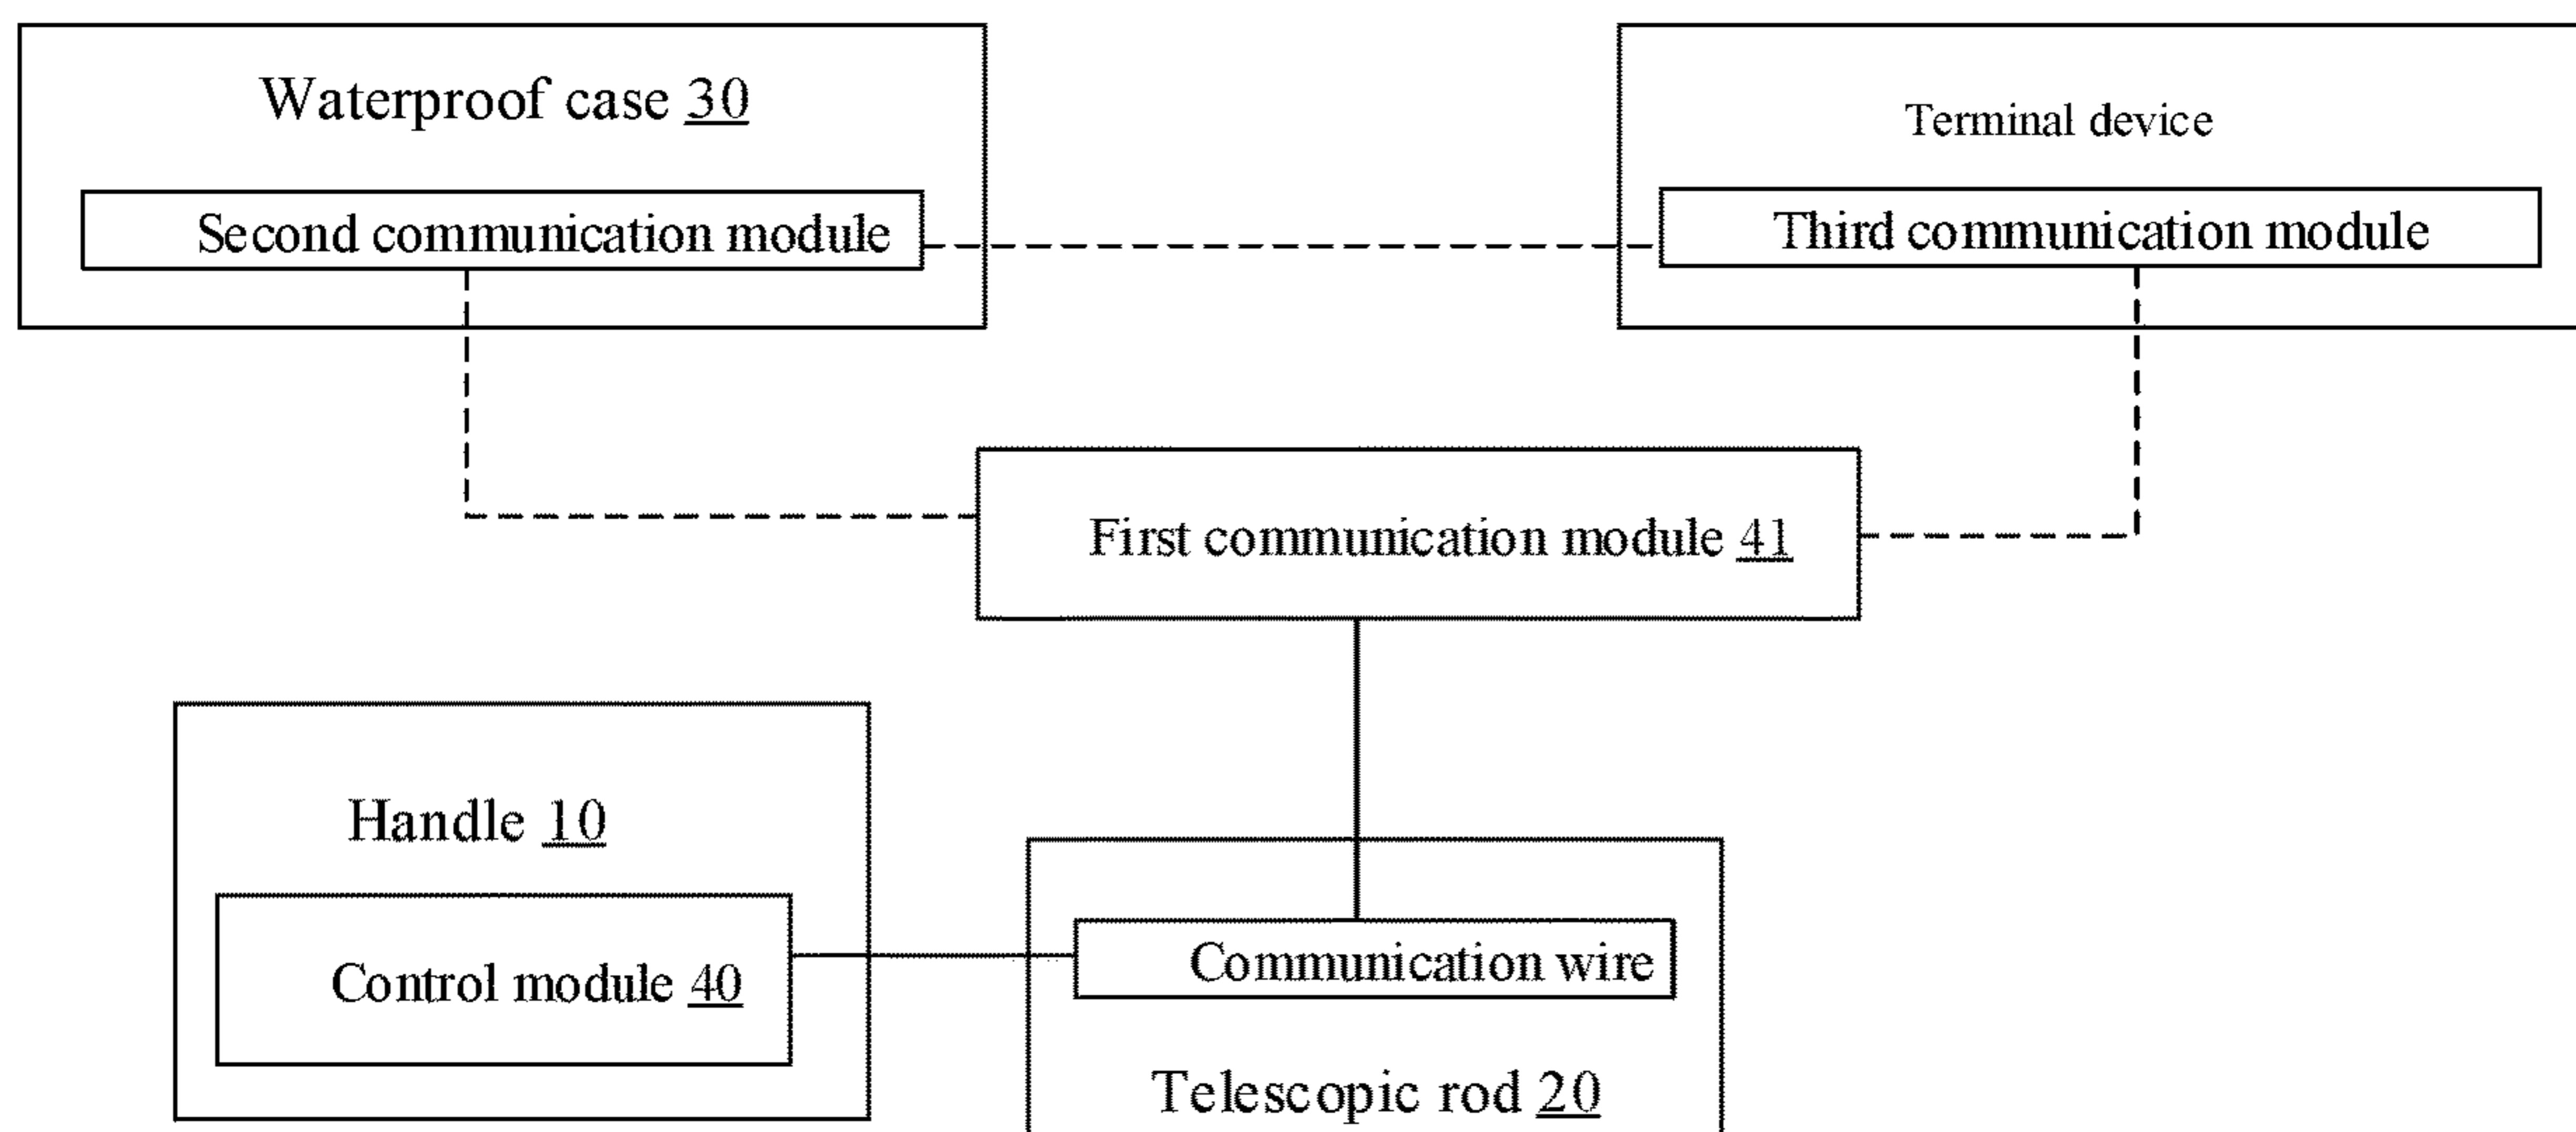 Waterproof case 30
Terminal device
Second communication module
Third communication module
First communication module 41
Handle 10
Control module 40
Communication wire
Telescopic rod 20